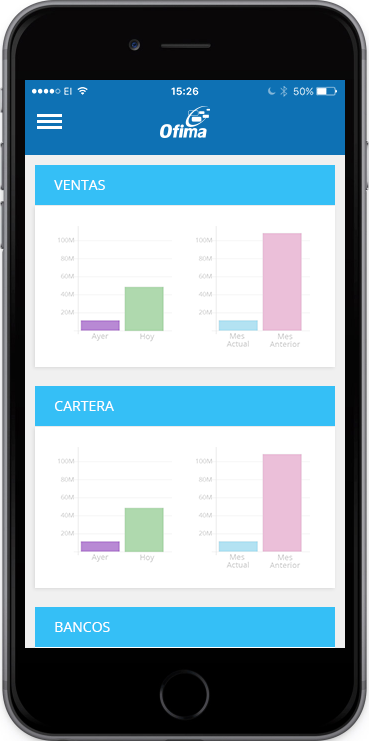 EI 15:26 50%
Ofima
VENTAS
100M
80M
60M
40M
20M
Ayer Hoy
100M
80M
60M
40M
20M
Mes Actual
Mes Anterior
CARTERA
100M
80M
60M
40M
20M
Ayer Hoy
100M
80M
60M
40M
20M
Mes Actual
Mes Anterior
BANCOS